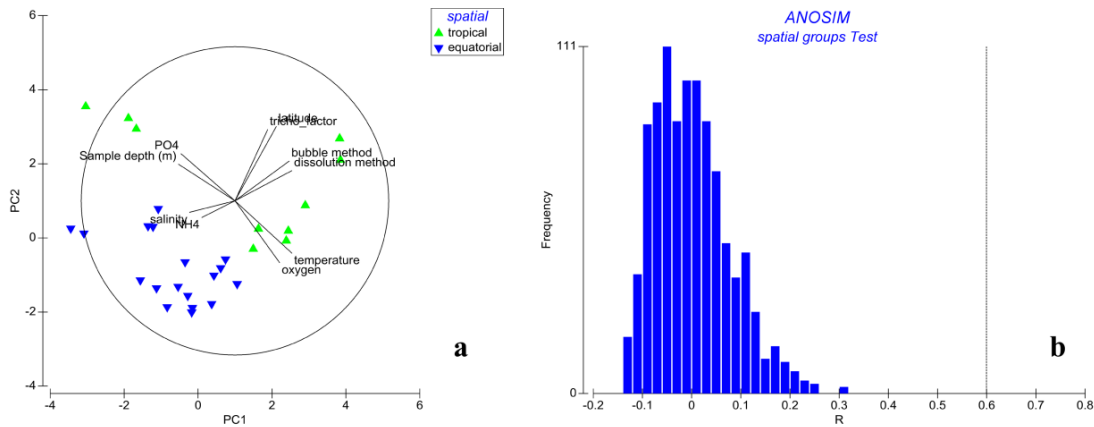 6
4
2
0
-2
-4
PC2
-4
-2
0
2
4
6
PC1
spatial
tropical
equatorial
latitude
tricho_factor
PO4
bubble method
Sample depth (m)
dissolution method
salinity
NH4
temperature
oxygen
a
ANOSIM
spatial groups Test
111
0
Frequency
-0.2
-0.1
0
0.1
0.2
0.3
0.4
0.5
0.6
0.7
0.8
R
b